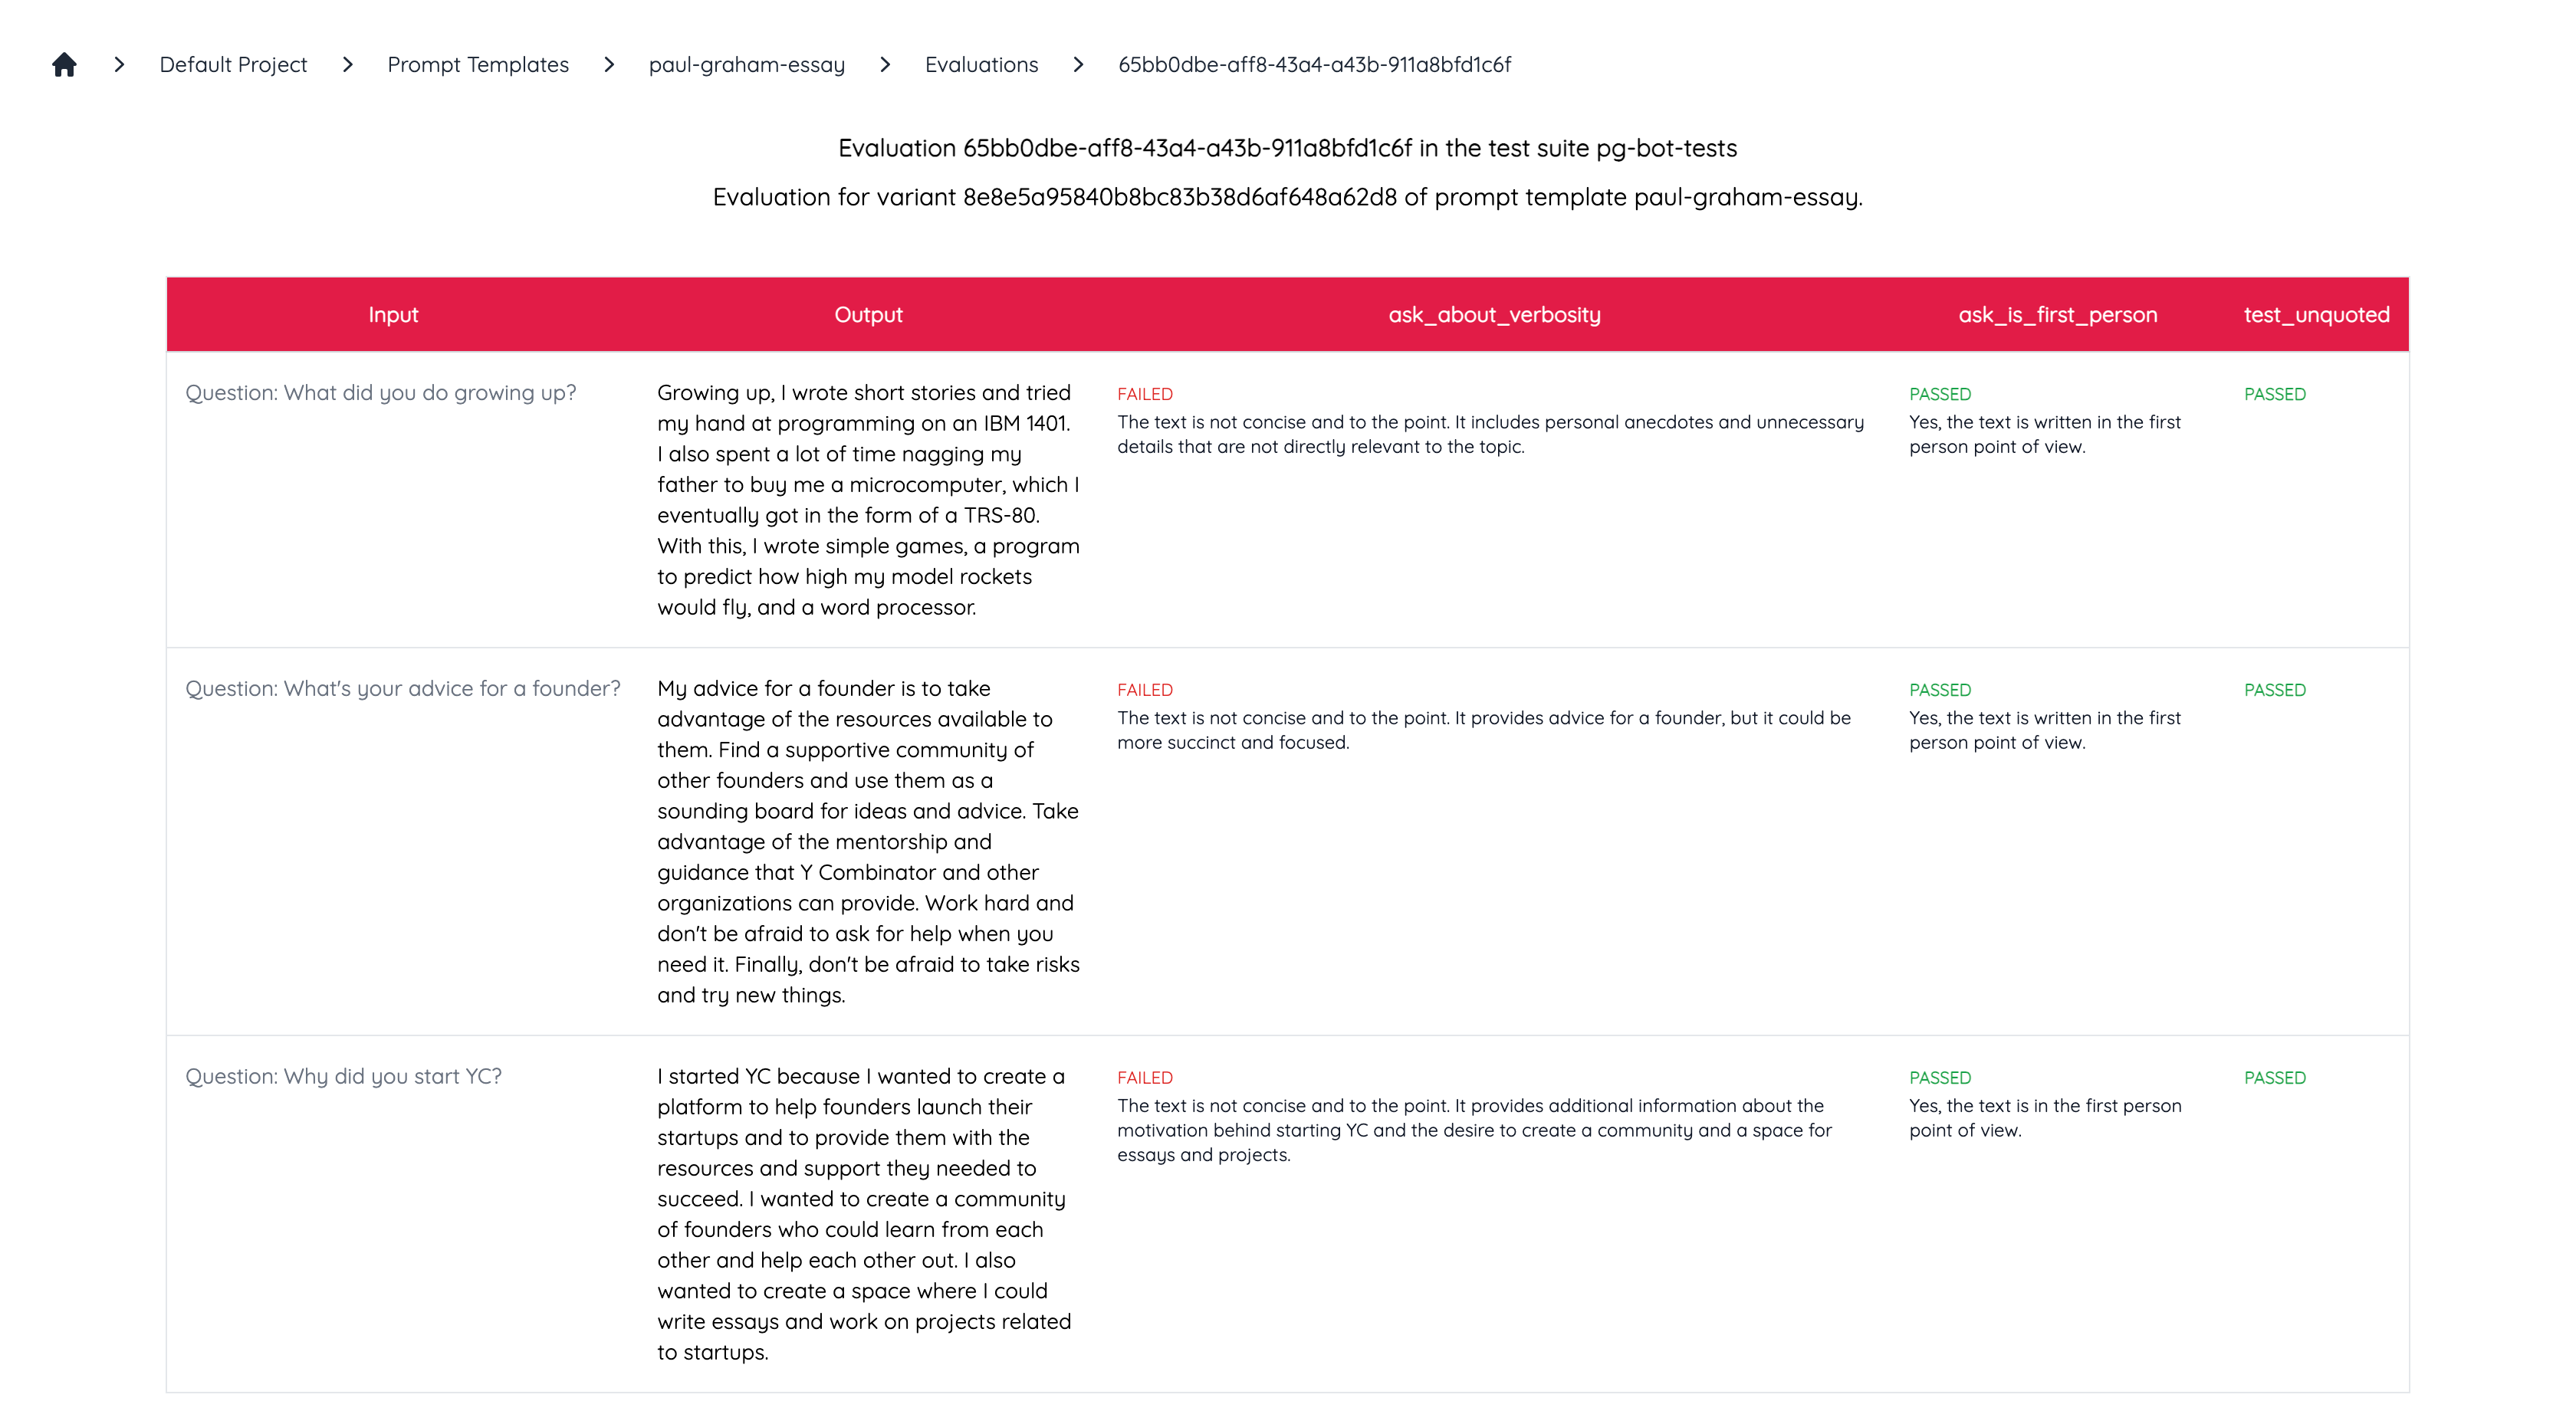 Default Project > Prompt Templates > paul-graham-essay > Evaluations > 65bb0dbe-aff8-43a4-a43b-911a8bfd1c6f
Evaluation 65bb0dbe-aff8-43a4-a43b-911a8bfd1c6f in the test suite pg-bot-tests
Evaluation for variant 8e8e5a95840b8bc83b38d6af648a62d8 of prompt template paul-graham-essay.
Input
Output
ask_about_verbosity
ask_is_first_person
test_unquoted
Question: What did you do growing up?
Growing up, I wrote short stories and tried
my hand at programming on an IBM 1401.
I also spent a lot of time nagging my
father to buy me a microcomputer, which I
eventually got in the form of a TRS-80.
With this, I wrote simple games, a program
to predict how high my model rockets
would fly, and a word processor.
FAILED
The text is not concise and to the point. It includes personal anecdotes and unnecessary
details that are not directly relevant to the topic.
PASSED
Yes, the text is written in the first
person point of view.
PASSED
Question: What's your advice for a founder?
My advice for a founder is to take
advantage of the resources available to
them. Find a supportive community of
other founders and use them as a
sounding board for ideas and advice. Take
advantage of the mentorship and
guidance that Y Combinator and other
organizations can provide. Work hard and
don't be afraid to ask for help when you
need it. Finally, don't be afraid to take risks
and try new things.
FAILED
The text is not concise and to the point. It provides advice for a founder, but it could be
more succinct and focused.
PASSED
Yes, the text is written in the first
person point of view.
PASSED
Question: Why did you start YC?
I started YC because I wanted to create a
platform to help founders launch their
startups and to provide them with the
resources and support they needed to
succeed. I wanted to create a community
of founders who could learn from each
other and help each other out. I also
wanted to create a space where I could
write essays and work on projects related
to startups.
FAILED
The text is not concise and to the point. It provides additional information about the
motivation behind starting YC and the desire to create a community and a space for
essays and projects.
PASSED
Yes, the text is in the first person
point of view.
PASSED